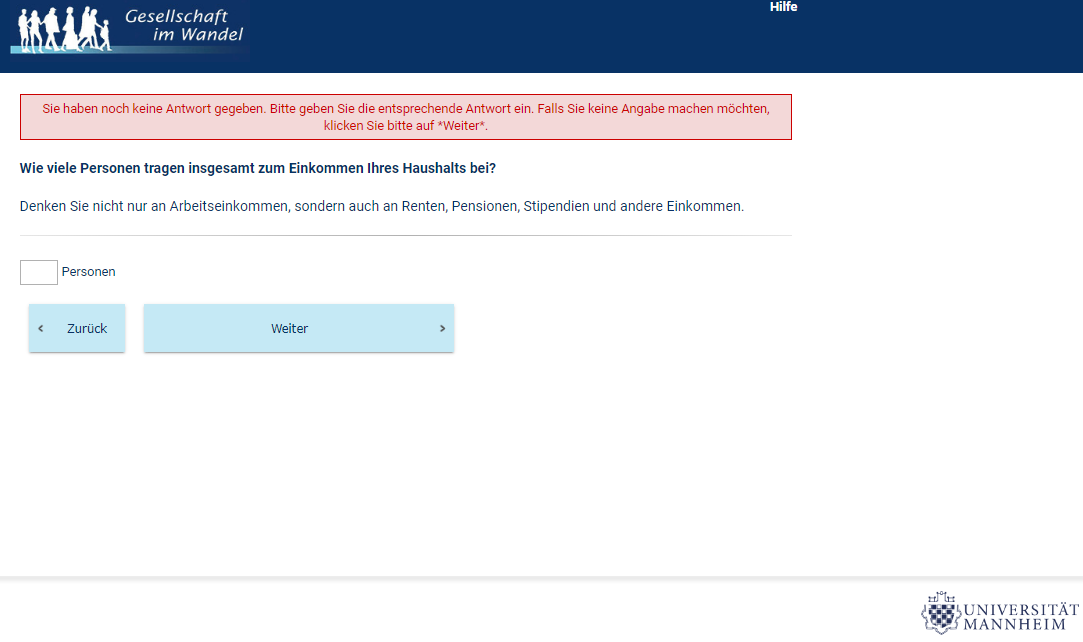 Gesellschaft
im Wandel
Hilfe
Sie haben noch keine Antwort gegeben. Bitte geben Sie die entsprechende Antwort ein. Falls Sie keine Angabe machen möchten,
klicken Sie bitte auf *Weiter*.
Wie viele Personen tragen insgesamt zum Einkommen Ihres Haushalts bei?
Denken Sie nicht nur an Arbeitseinkommen, sondern auch an Renten, Pensionen, Stipendien und andere Einkommen.
Personen
‹ Zurück
Weiter ›
UNIVERSITÄT
MANNHEIM